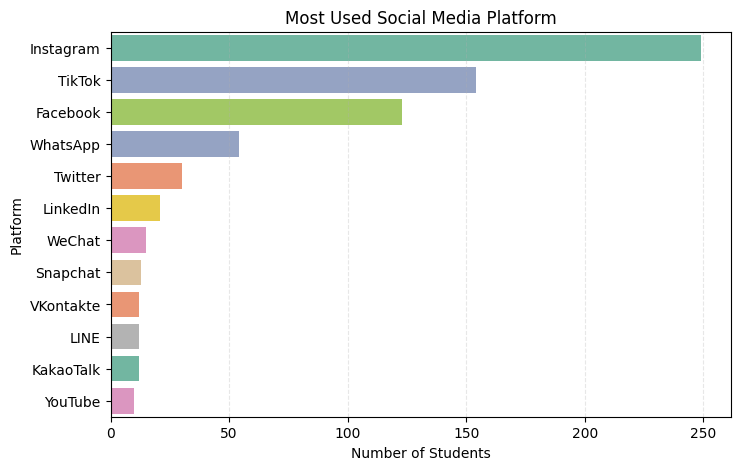 Most Used Social Media Platform
Instagram
TikTok
Facebook
WhatsApp
Twitter
LinkedIn
WeChat
Snapchat
VKontakte
LINE
KakaoTalk
YouTube
Platform
0 50 100 150 200 250
Number of Students